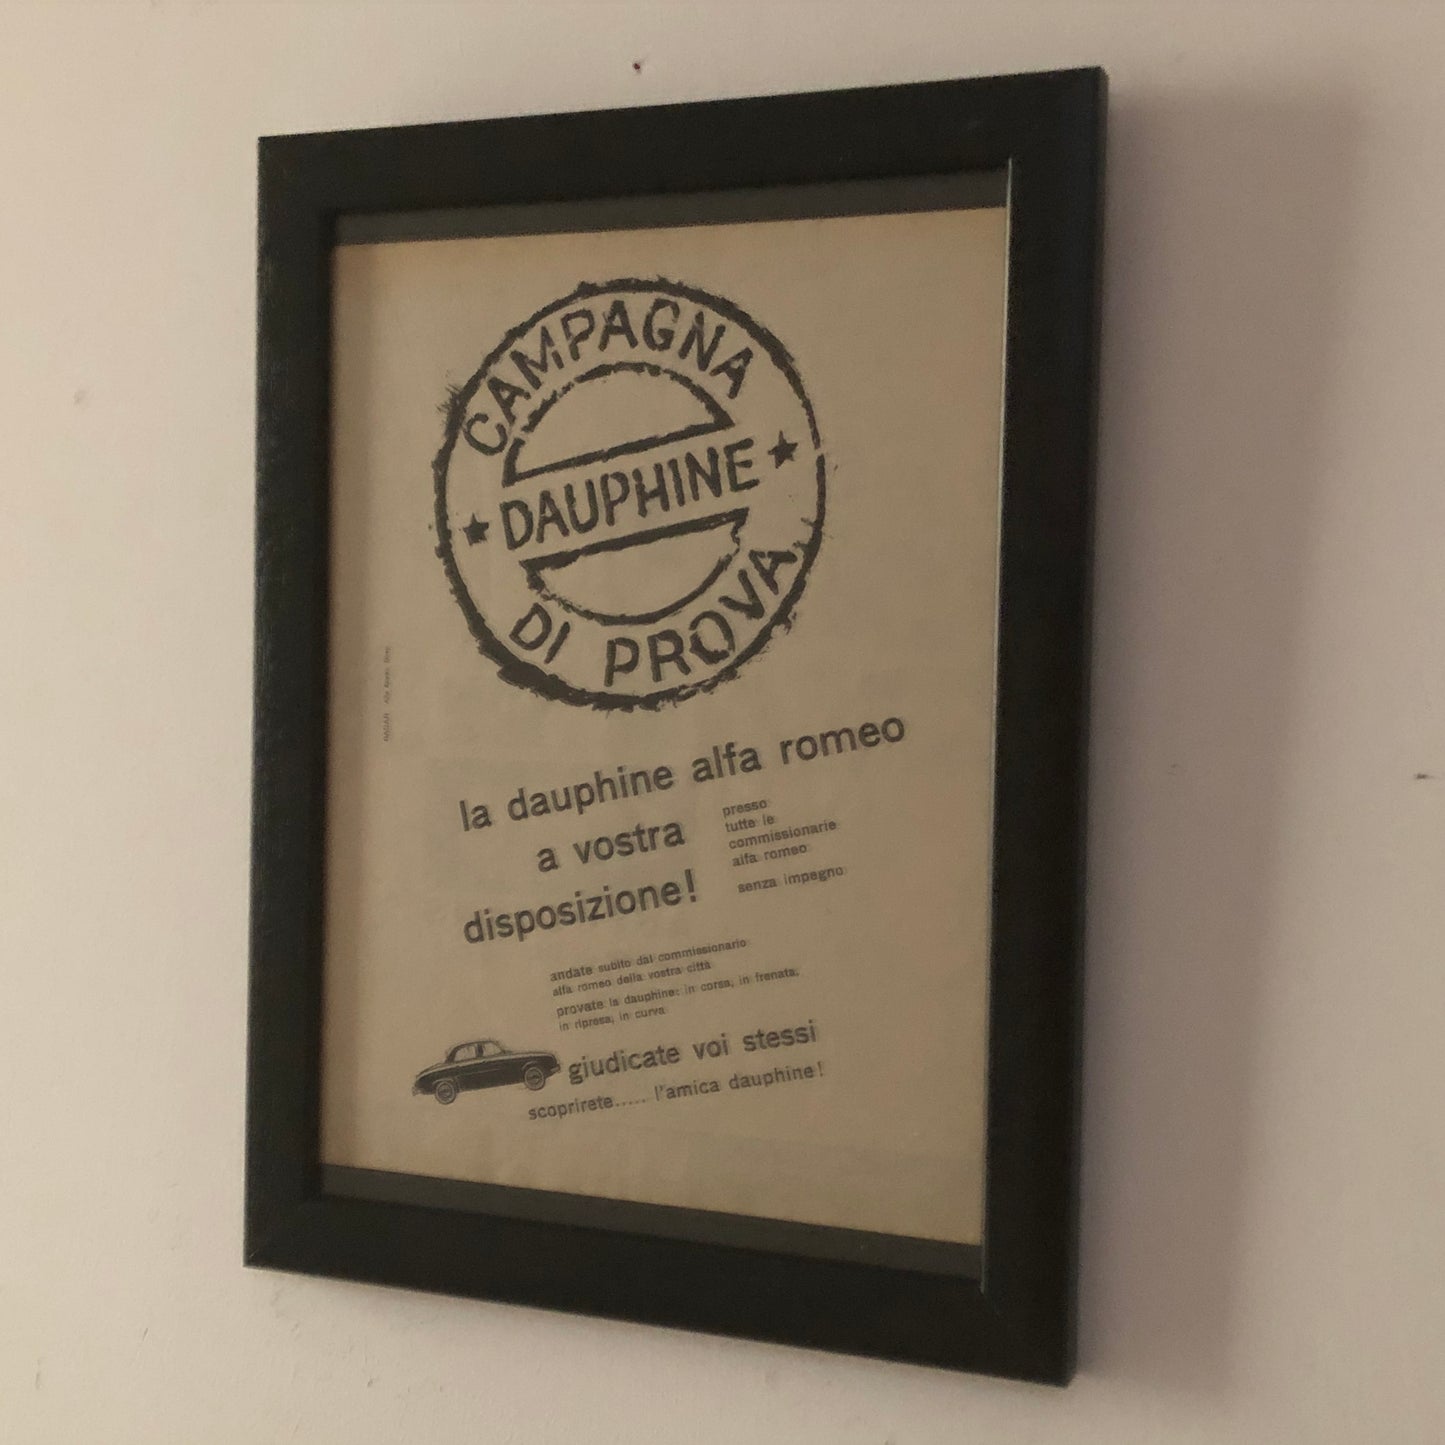 CAMPAGNA
★ DAUPHINE ★
DI PROVA
la dauphine alfa romeo
a vostra
disposizione!
presso
tutte le
commissionarie
alfa romeo
senza impegno
andate subito dal commissionario
alfa romeo della vostra città
provate la dauphine: in corsa, in frenata,
in ripresa, in curva
giudicate voi stessi
scoprirete..... l'amica dauphine!